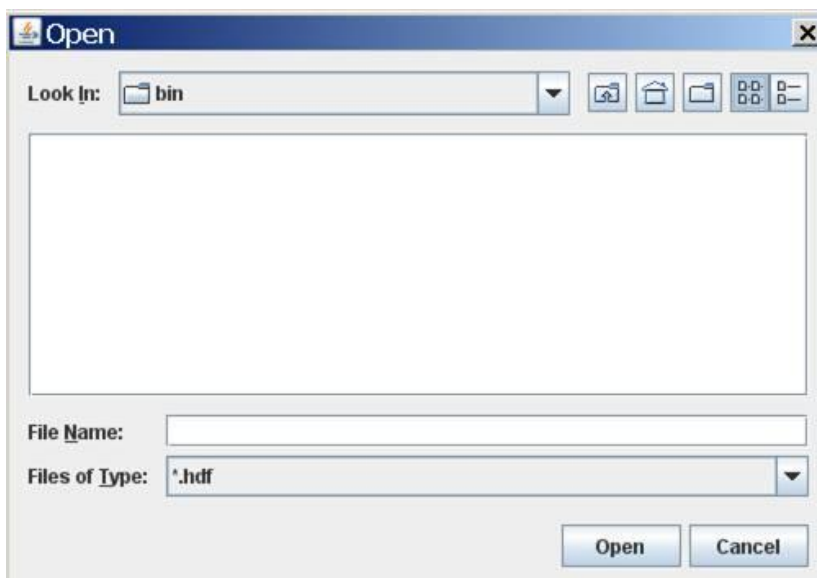 Open
Look In: bin
File Name:
Files of Type: *.hdf
Open Cancel